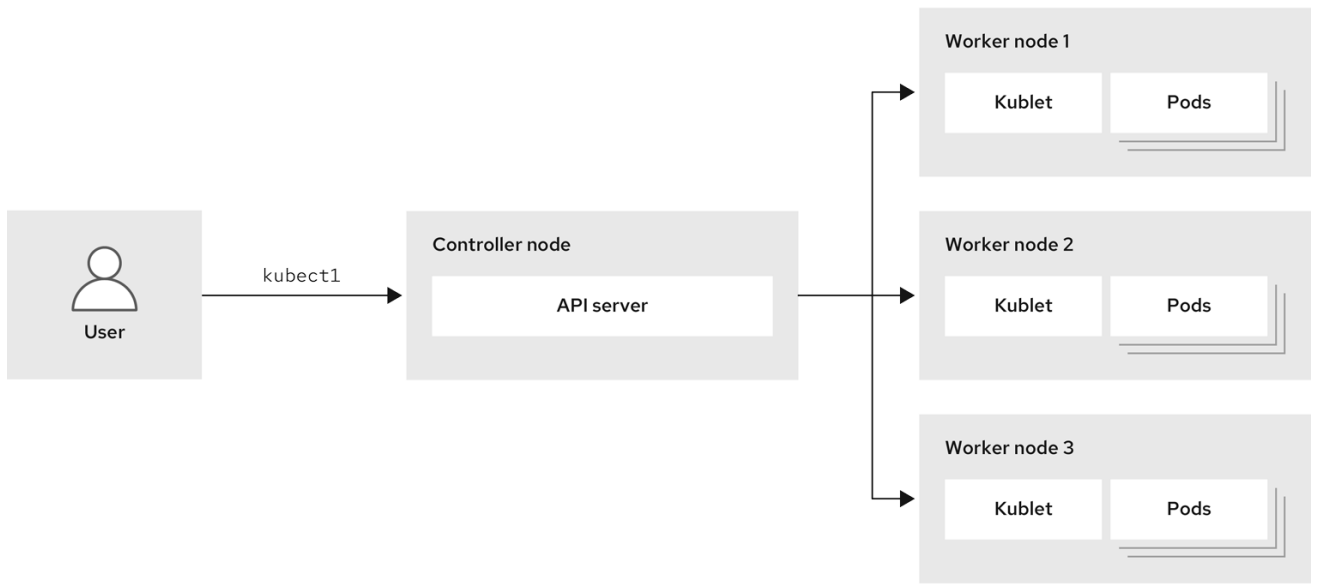 User
kubect1
Controller node
API server
Worker node 1
Kublet
Pods
Worker node 2
Kublet
Pods
Worker node 3
Kublet
Pods